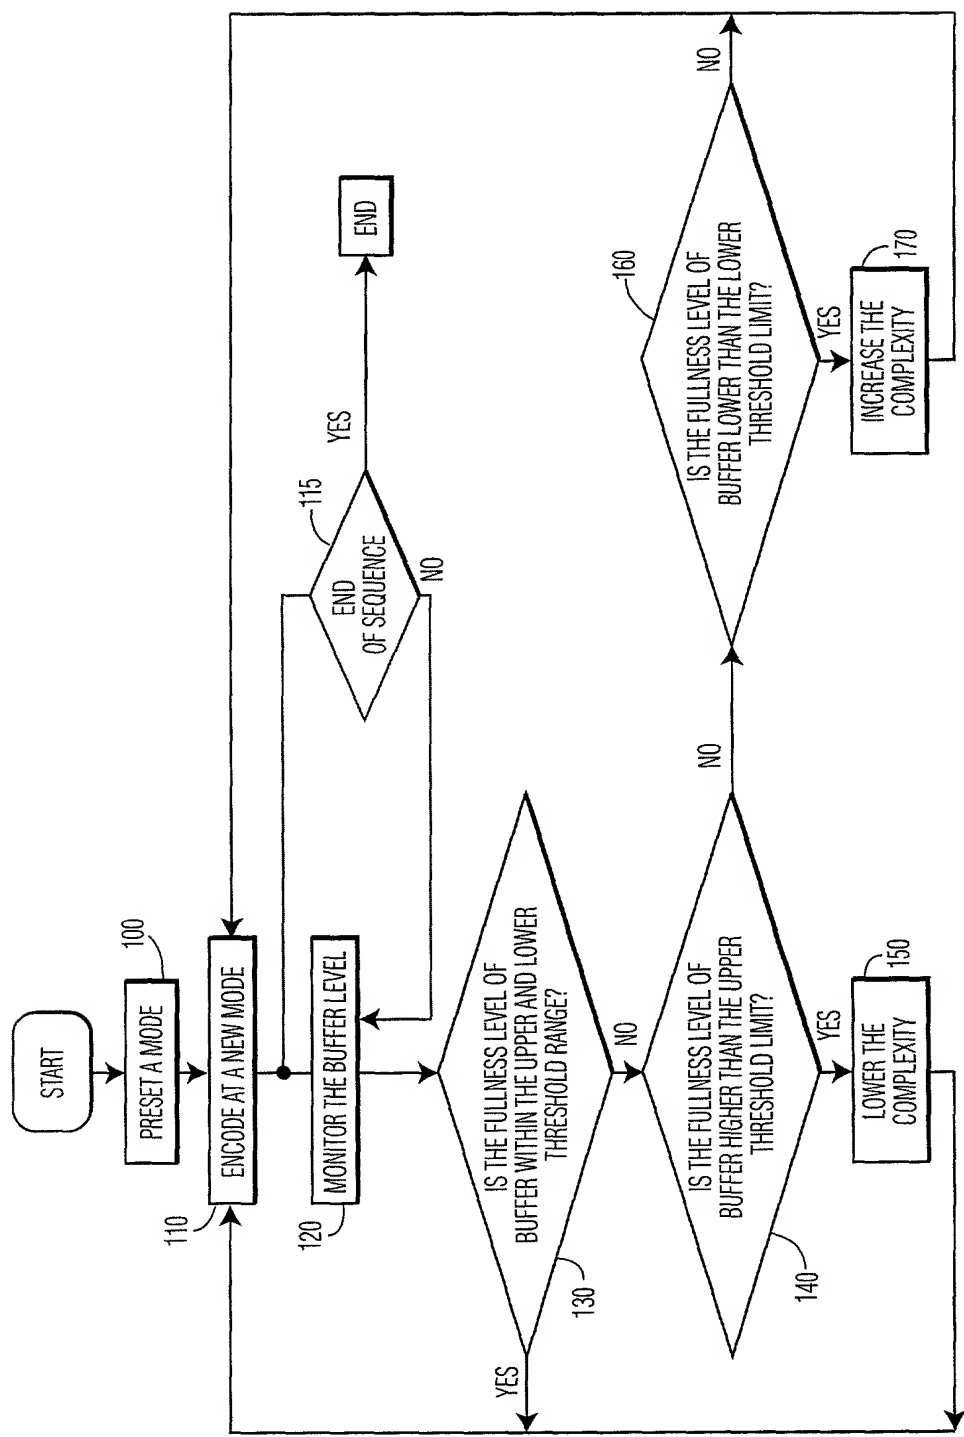 START
100
PRESET A MODE
110
ENCODE AT A NEW MODE
115
END
OF SEQUENCE
YES
END
NO
120
MONITOR THE BUFFER LEVEL
130
IS THE FULLNESS LEVEL OF
BUFFER WITHIN THE UPPER AND LOWER
THRESHOLD RANGE?
YES
NO
140
IS THE FULLNESS LEVEL OF
BUFFER HIGHER THAN THE UPPER
THRESHOLD LIMIT?
NO
YES
150
LOWER THE
COMPLEXITY
160
IS THE FULLNESS LEVEL OF
BUFFER LOWER THAN THE LOWER
THRESHOLD LIMIT?
NO
YES
170
INCREASE THE
COMPLEXITY